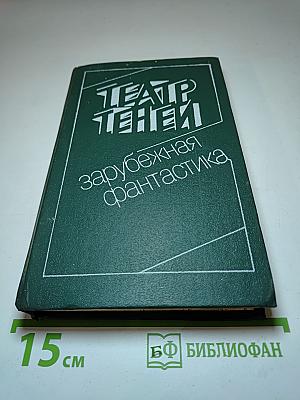 ТЕАТР
ТЕНЕЙ
зарубежная
фантастика
15 см
БФ БИБЛИОФАН